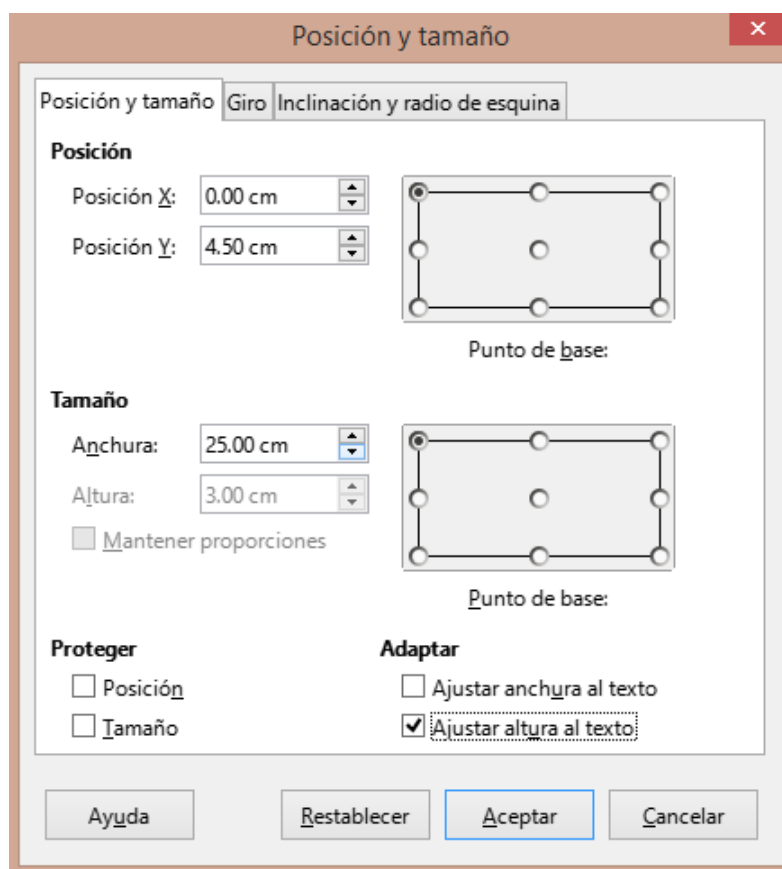 Posición y tamaño
Posición y tamaño Giro Inclinación y radio de esquina
Posición
Posición X: 0.00 cm
Posición Y: 4.50 cm
Punto de base:
Tamaño
Anchura: 25.00 cm
Altura: 3.00 cm
Mantener proporciones
Punto de base:
Proteger Adaptar
Posición Ajustar anchura al texto
Tamaño Ajustar altura al texto
Ayuda Restablecer Aceptar Cancelar